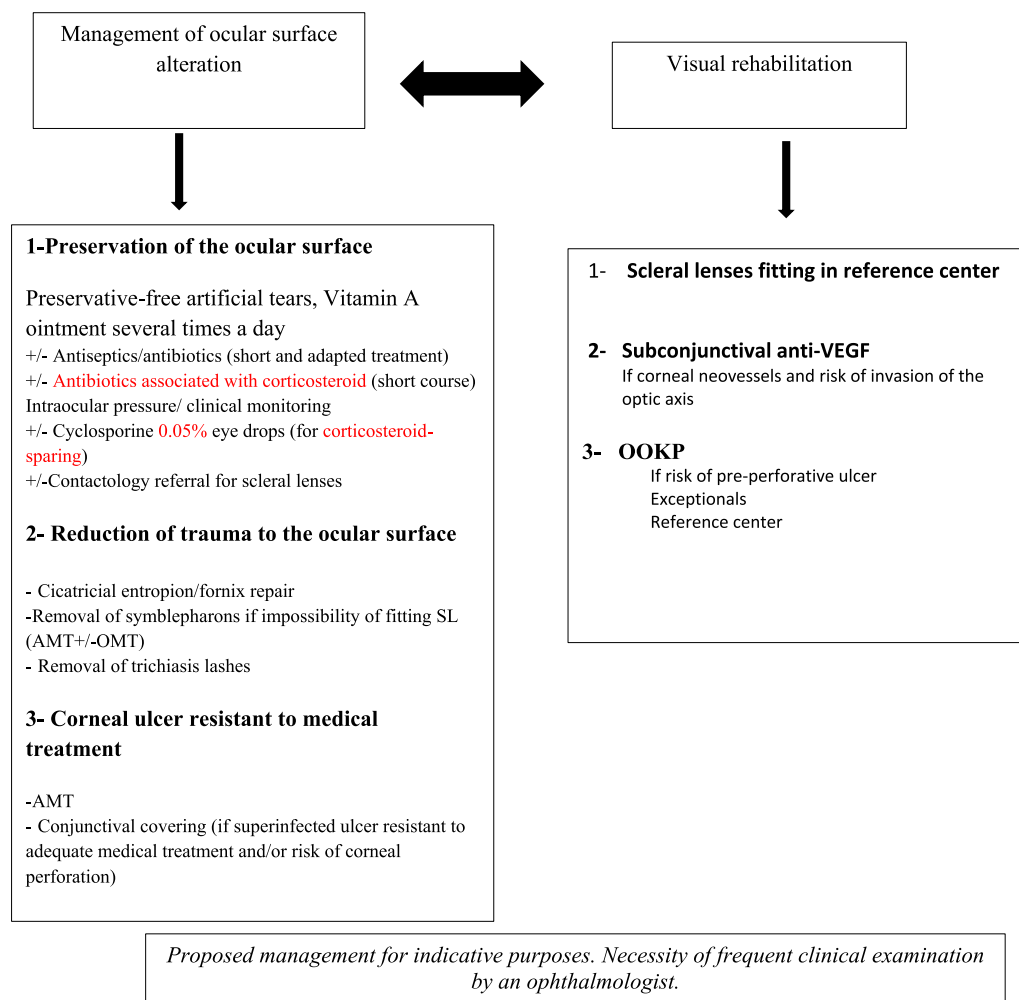 Management of ocular surface
alteration
Visual rehabilitation
1-Preservation of the ocular surface
Preservative-free artificial tears, Vitamin A
ointment several times a day
+/- Antiseptics/antibiotics (short and adapted treatment)
+/- Antibiotics associated with corticosteroid (short course)
Intraocular pressure/ clinical monitoring
+/- Cyclosporine 0.05% eye drops (for corticosteroid-
sparing)
+/-Contactology referral for scleral lenses
2- Reduction of trauma to the ocular surface
- Cicatricial entropion/fornix repair
-Removal of symblepharons if impossibility of fitting SL
(AMT+/-OMT)
- Removal of trichiasis lashes
3- Corneal ulcer resistant to medical
treatment
-AMT
- Conjunctival covering (if superinfected ulcer resistant to
adequate medical treatment and/or risk of corneal
perforation)
1- Scleral lenses fitting in reference center
2- Subconjunctival anti-VEGF
If corneal neovessels and risk of invasion of the
optic axis
3- OOKP
If risk of pre-perforative ulcer
Exceptionals
Reference center
Proposed management for indicative purposes. Necessity of frequent clinical examination
by an ophthalmologist.